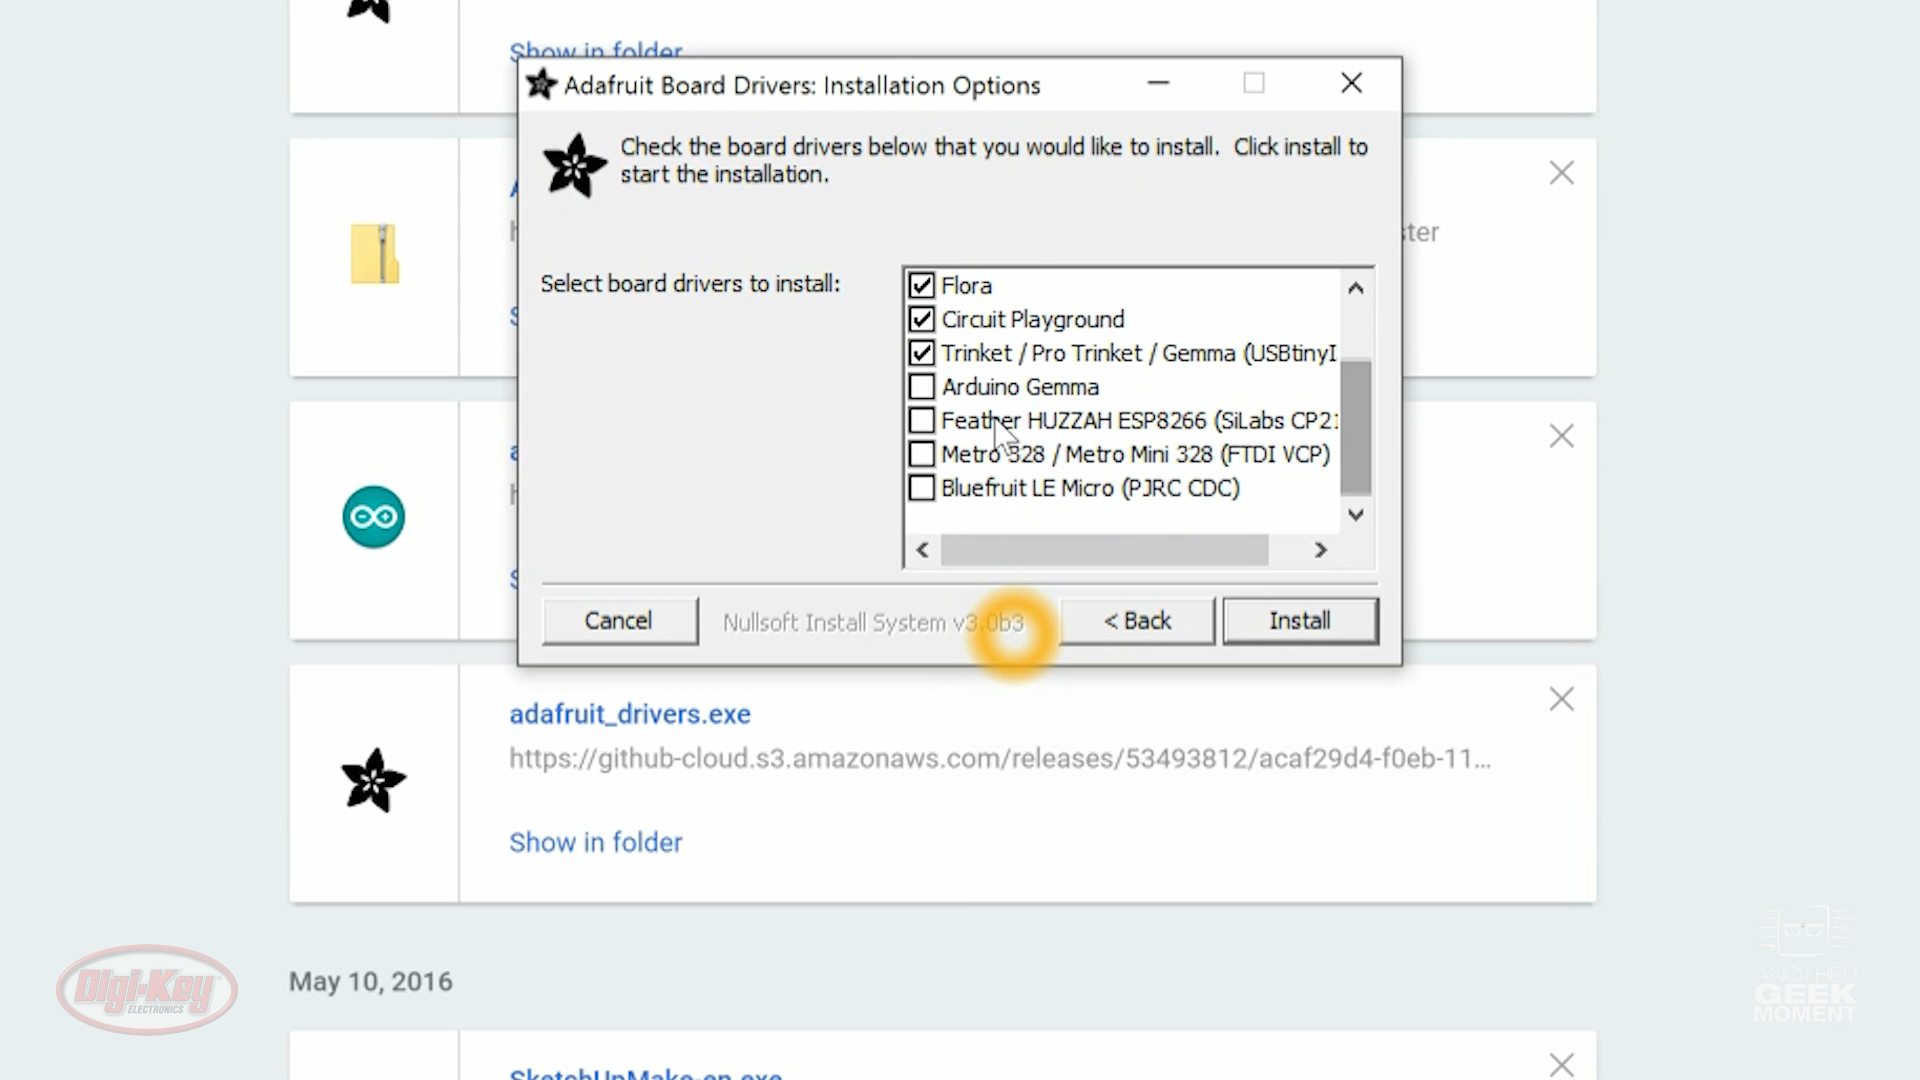 Show in folder
Adafruit Board Drivers: Installation Options
Check the board drivers below that you would like to install. Click install to
start the installation.
Select board drivers to install:
Flora
Circuit Playground
Trinket / Pro Trinket / Gemma (USBtinyI
Arduino Gemma
Feather HUZZAH ESP8266 (SiLabs CP21
Metro 328 / Metro Mini 328 (FTDI VCP)
Bluefruit LE Micro (PJRC CDC)
Cancel
Nullsoft Install System v3.0b3
< Back
Install
adafruit_drivers.exe
https://github-cloud.s3.amazonaws.com/releases/53493812/acaf29d4-f0eb-11...
Show in folder
May 10, 2016
SketchUpMake-en.exe
Digi-Key
ELECTRONICS
ANOTHER
GEEK
MOMENT